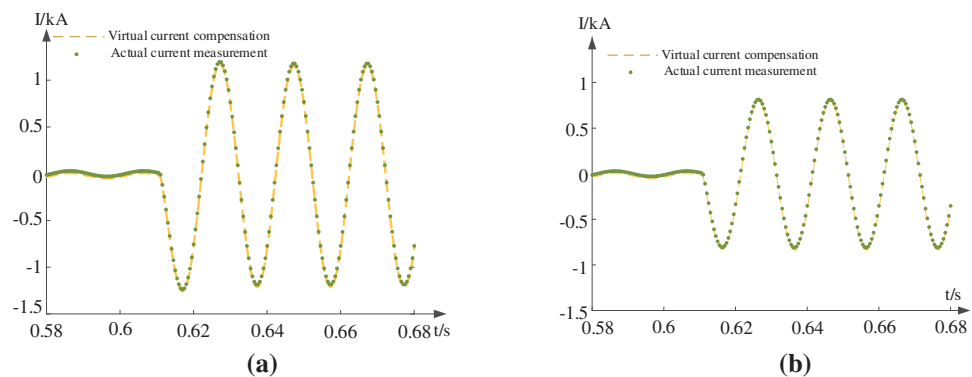 I/kA
Virtual current compensation
Actual current measurement
1
0.5
0
-0.5
-1
-1.5
0.58
0.6
0.62
0.64
0.66
0.68
t/s
(a)
I/kA
Virtual current compensation
Actual current measurement
1
0.5
0
-0.5
-1
-1.5
t/s
0.58
0.6
0.62
0.64
0.66
0.68
(b)